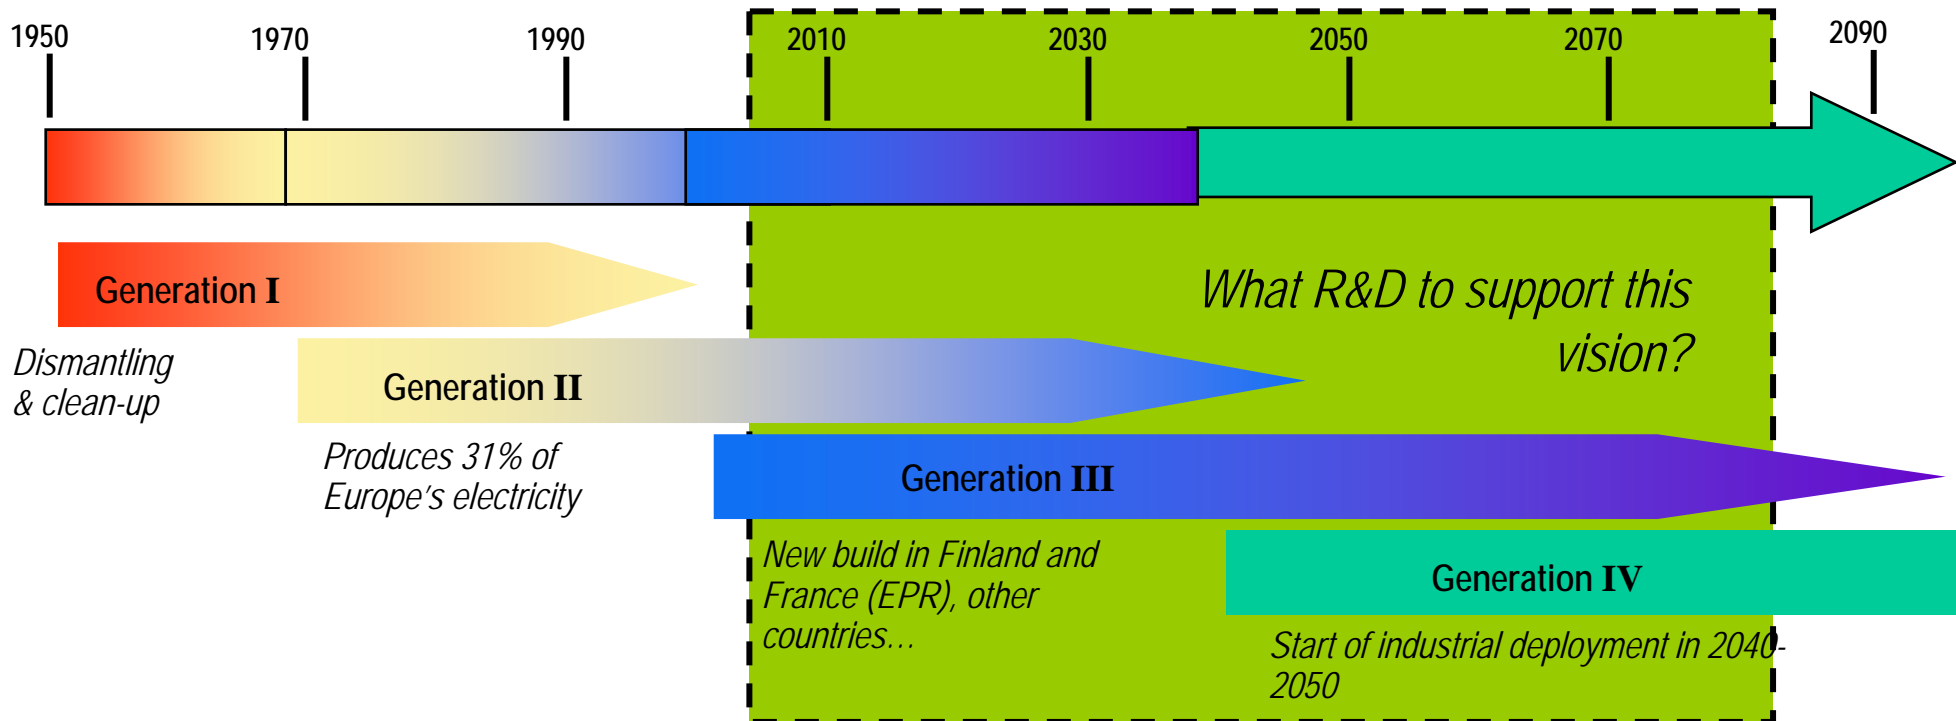 1950 1970 1990 2010 2030 2050 2070 2090
Generation I
What R&D to support this
vision?
Dismantling
& clean-up
Generation II
Produces 31% of
Europe's electricity
Generation III
New build in Finland and
France (EPR), other
countries…
Generation IV
Start of industrial deployment in 2040-
2050